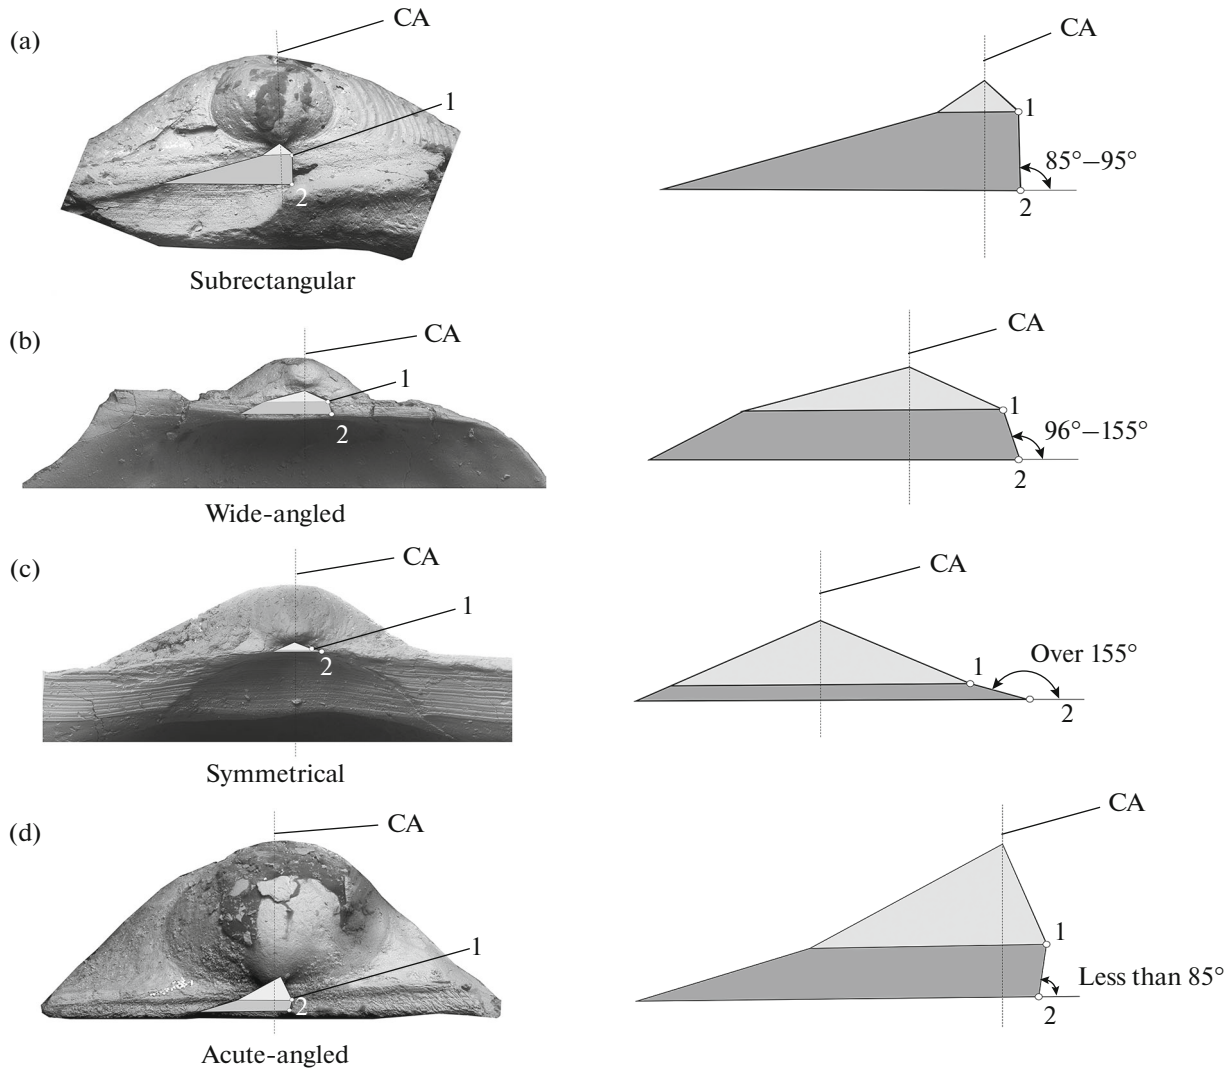 (a)
CA
1
2
Subrectangular
CA
1
85°–95°
2
(b)
CA
1
2
Wide-angled
CA
1
96°–155°
2
(c)
CA
1
2
Symmetrical
CA
1
Over 155°
2
(d)
CA
1
2
Acute-angled
CA
1
Less than 85°
2